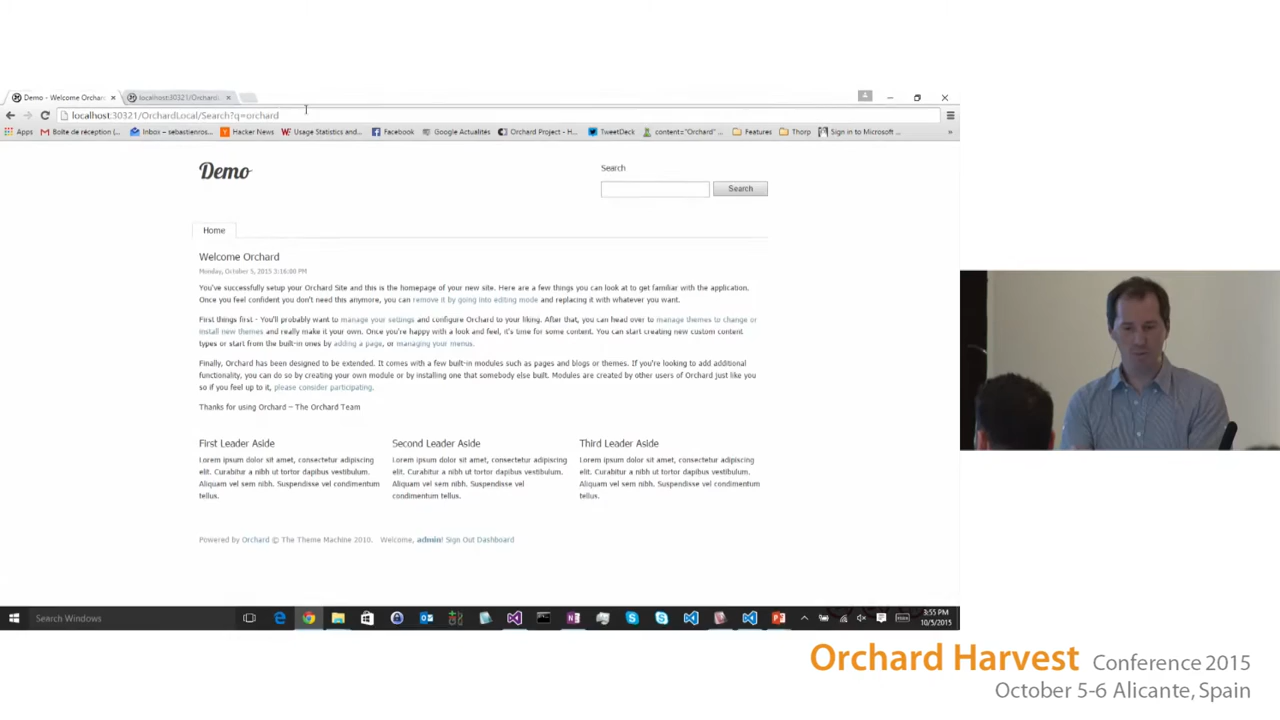 Demo - Welcome Orchar
localhost:30321/Orchard
localhost:30321/OrchardLocal/Search?q=orchard
Apps
Boîte de réception (...
Inbox – sebastienros...
Hacker News
Usage Statistics and...
Facebook
Google Actualités
Orchard Project - H...
TweetDeck
content="Orchard"
Features
Thorp
Sign in to Microsoft ...
Demo
Search
Search
Home
Welcome Orchard
Monday, October 5, 2015 3:16:00 PM
You've successfully setup your Orchard Site and this is the homepage of your new site. Here are a few things you can look at to get familiar with the application.
Once you feel confident you don't need this anymore, you can remove it by going into editing mode and replacing it with whatever you want.
First things first - You'll probably want to manage your settings and configure Orchard to your liking. After that, you can head over to manage themes to change or
install new themes and really make it your own. Once you're happy with a look and feel, it's time for some content. You can start creating new custom content
types or start from the built-in ones by adding a page, or managing your menus.
Finally, Orchard has been designed to be extended. It comes with a few built-in modules such as pages and blogs or themes. If you're looking to add additional
functionality, you can do so by creating your own module or by installing one that somebody else built. Modules are created by other users of Orchard just like you
so if you feel up to it, please consider participating.
Thanks for using Orchard – The Orchard Team
First Leader Aside
Lorem ipsum dolor sit amet, consectetur adipiscing
elit. Curabitur a nibh ut tortor dapibus vestibulum.
Aliquam vel sem nibh. Suspendisse vel condimentum
tellus.
Second Leader Aside
Lorem ipsum dolor sit amet, consectetur adipiscing
elit. Curabitur a nibh ut tortor dapibus vestibulum.
Aliquam vel sem nibh. Suspendisse vel
condimentum tellus.
Third Leader Aside
Lorem ipsum dolor sit amet, consectetur adipiscing
elit. Curabitur a nibh ut tortor dapibus vestibulum.
Aliquam vel sem nibh. Suspendisse vel condimentum
tellus.
Powered by Orchard © The Theme Machine 2010. Welcome, admin! Sign Out Dashboard
Search Windows
3:55 PM
10/5/2015
Orchard Harvest Conference 2015
October 5-6 Alicante, Spain